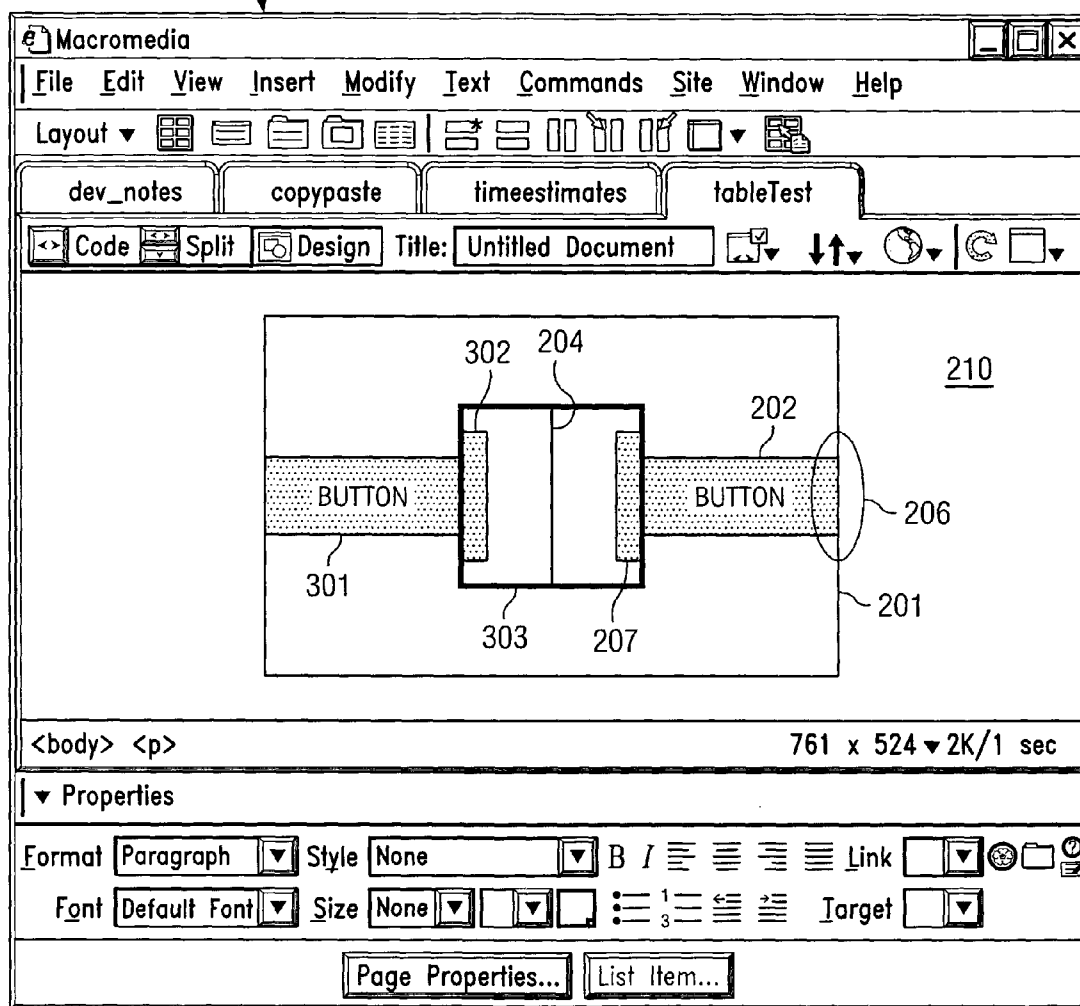 Macromedia
File Edit View Insert Modify Text Commands Site Window Help
Layout
dev_notes copypaste timeestimates tableTest
Code Split Design Title: Untitled Document
302 204 210
202
BUTTON BUTTON
206
301
201
303 207
<body> <p> 761 x 524 2K/1 sec
Properties
Format Paragraph Style None B I Link
Font Default Font Size None 1 3 Target
Page Properties... List Item...